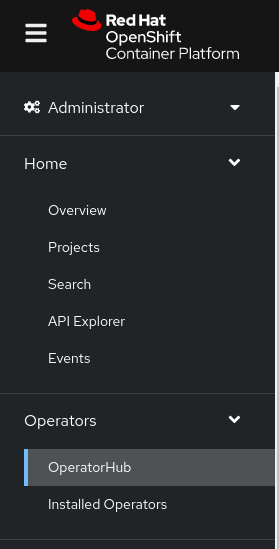 Red Hat
OpenShift
Container Platform
Administrator
Home
Overview
Projects
Search
API Explorer
Events
Operators
OperatorHub
Installed Operators